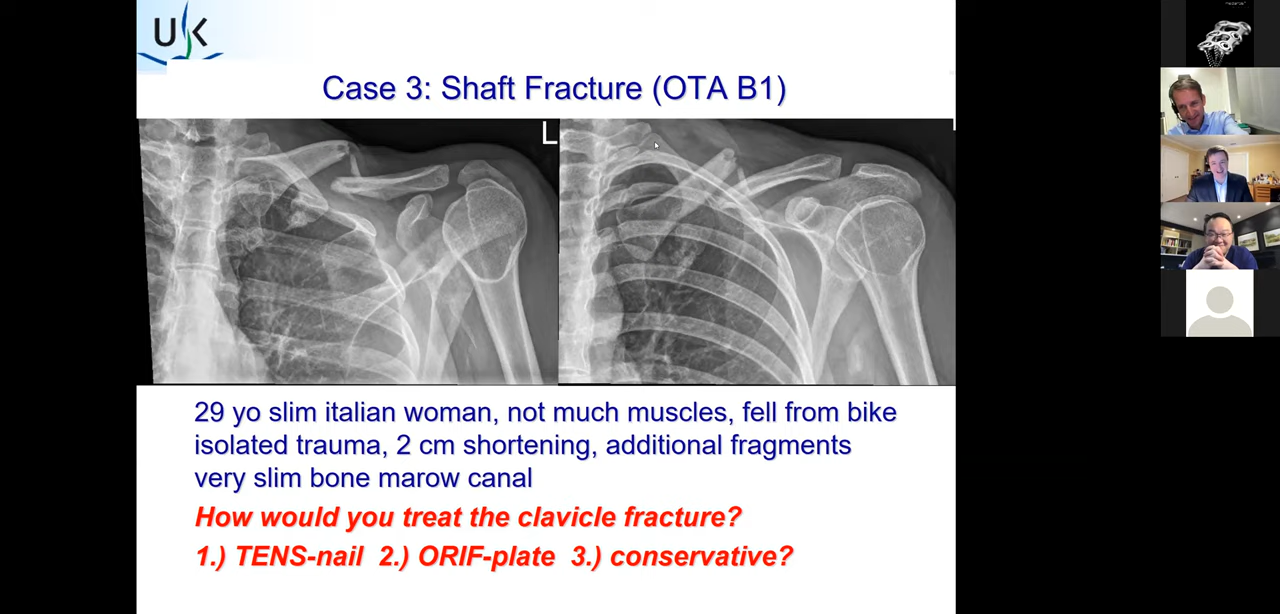 UK
Case 3: Shaft Fracture (OTA B1)
L
29 yo slim italian woman, not much muscles, fell from bike
isolated trauma, 2 cm shortening, additional fragments
very slim bone marow canal
How would you treat the clavicle fracture?
1.) TENS-nail 2.) ORIF-plate 3.) conservative?